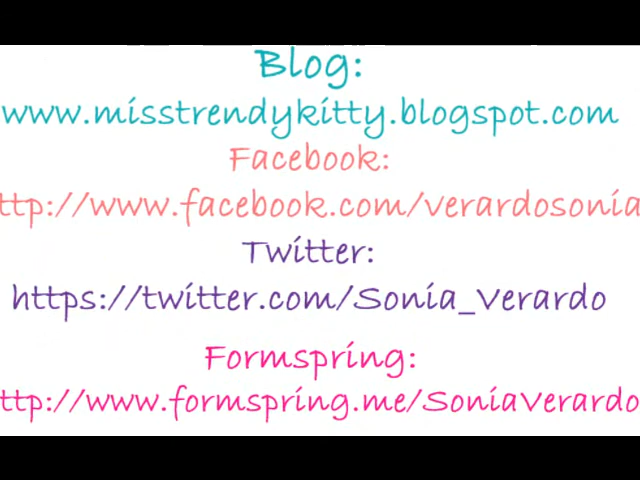 Blog:
www.misstrendykitty.blogspot.com
Facebook:
ttp://www.facebook.com/verardosonia
Twitter:
https://twitter.com/Sonia_Verardo
Formspring:
ttp://www.formspring.me/SoniaVerardo